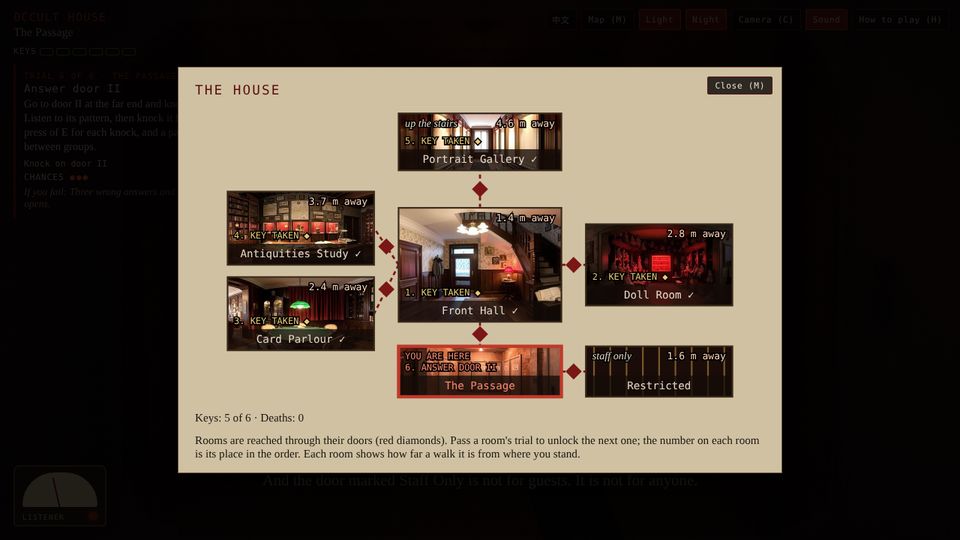 OCCULT HOUSE
The Passage
KEYS
中文
Map (M)
Light
Night
Camera (C)
Sound
How to play (H)
TRIAL 6 OF 6 · THE PASSAGE
Answer door II
Go to door II at the far end and
Listen to its pattern, then knock it
press of E for each knock, and a
between groups.
Knock on door II
CHANCES ●●●
If you fail: Three wrong answers
open.
THE HOUSE
Close (M)
up the stairs
4.6 m away
5. KEY TAKEN ◆
Portrait Gallery ✓
3.7 m away
4. KEY TAKEN ◆
Antiquities Study ✓
1.4 m away
1. KEY TAKEN ◆
Front Hall ✓
2.8 m away
2. KEY TAKEN ◆
Doll Room ✓
2.4 m away
3. KEY TAKEN ◆
Card Parlour ✓
YOU ARE HERE
6. ANSWER DOOR II
The Passage
staff only
1.6 m away
Restricted
Keys: 5 of 6 · Deaths: 0
Rooms are reached through their doors (red diamonds). Pass a room's trial to unlock the next one; the number on each room
is its place in the order. Each room shows how far a walk it is from where you stand.
And the door marked Staff Only is not for guests. It is not for anyone.
LISTENER